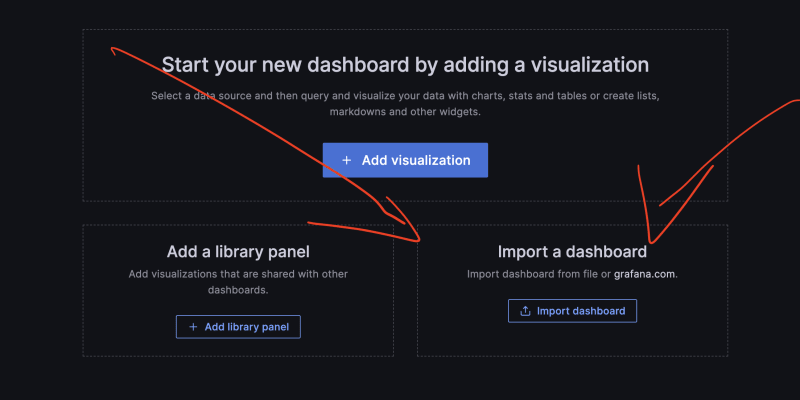 Start your new dashboard by adding a visualization
Select a data source and then query and visualize your data with charts, stats and tables or create lists,
markdowns and other widgets.
+ Add visualization
Add a library panel
Add visualizations that are shared with other
dashboards.
+ Add library panel
Import a dashboard
Import dashboard from file or grafana.com.
Import dashboard